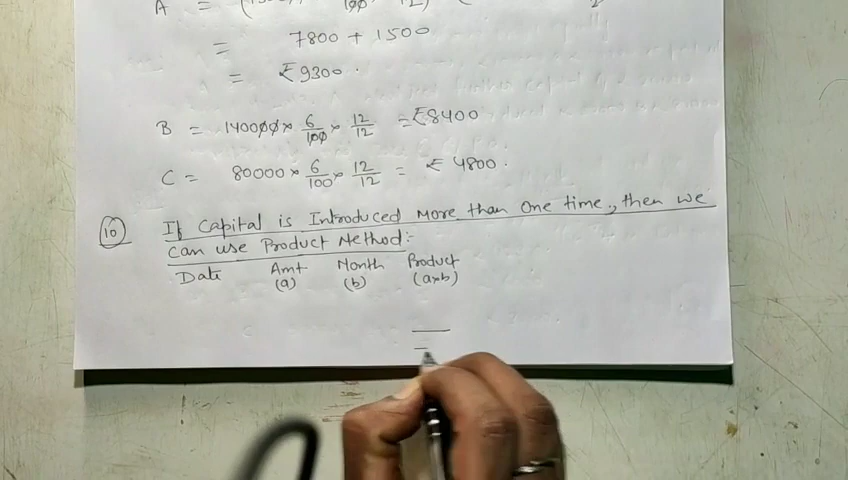 A =
= 7800 + 1500
= ₹9300.
B = 140000 × 6/100 × 12/12 = ₹8400
C = 80000 × 6/100 × 12/12 = ₹ 4800.
(10) If Capital is Introduced More than One time, then we
can use Product Method:-
Date Amt Month Product
(a) (b) (a×b)